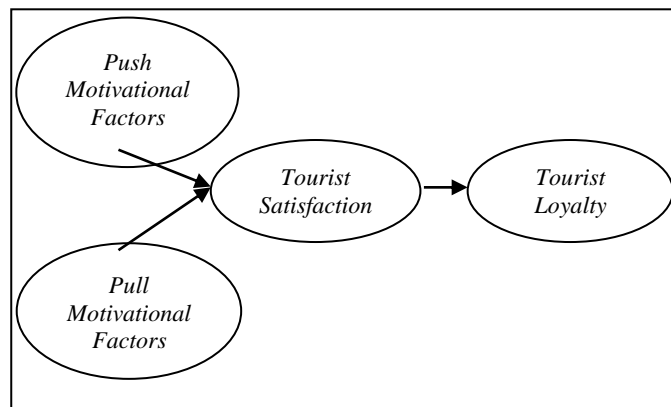 Push
Motivational
Factors
Tourist
Satisfaction
Tourist
Loyalty
Pull
Motivational
Factors